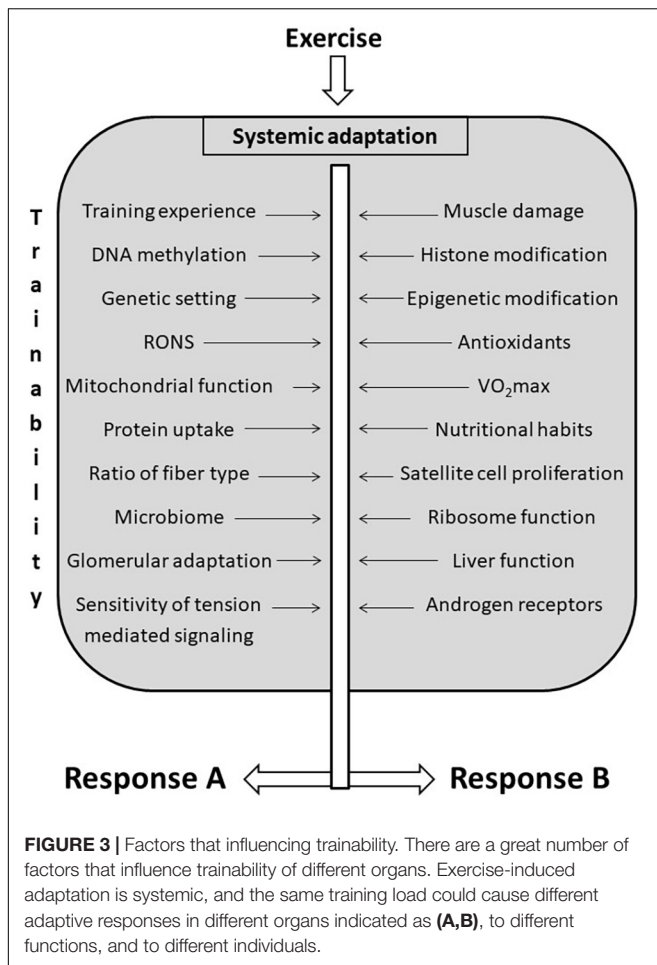 Exercise
Systemic adaptation
Trainability
Training experience
Muscle damage
DNA methylation
Histone modification
Genetic setting
Epigenetic modification
RONS
Antioxidants
Mitochondrial function
VO₂max
Protein uptake
Nutritional habits
Ratio of fiber type
Satellite cell proliferation
Microbiome
Ribosome function
Glomerular adaptation
Liver function
Sensitivity of tension
mediated signaling
Androgen receptors
Response A
Response B
FIGURE 3 | Factors that influencing trainability. There are a great number of
factors that influence trainability of different organs. Exercise-induced
adaptation is systemic, and the same training load could cause different
adaptive responses in different organs indicated as (A,B), to different
functions, and to different individuals.